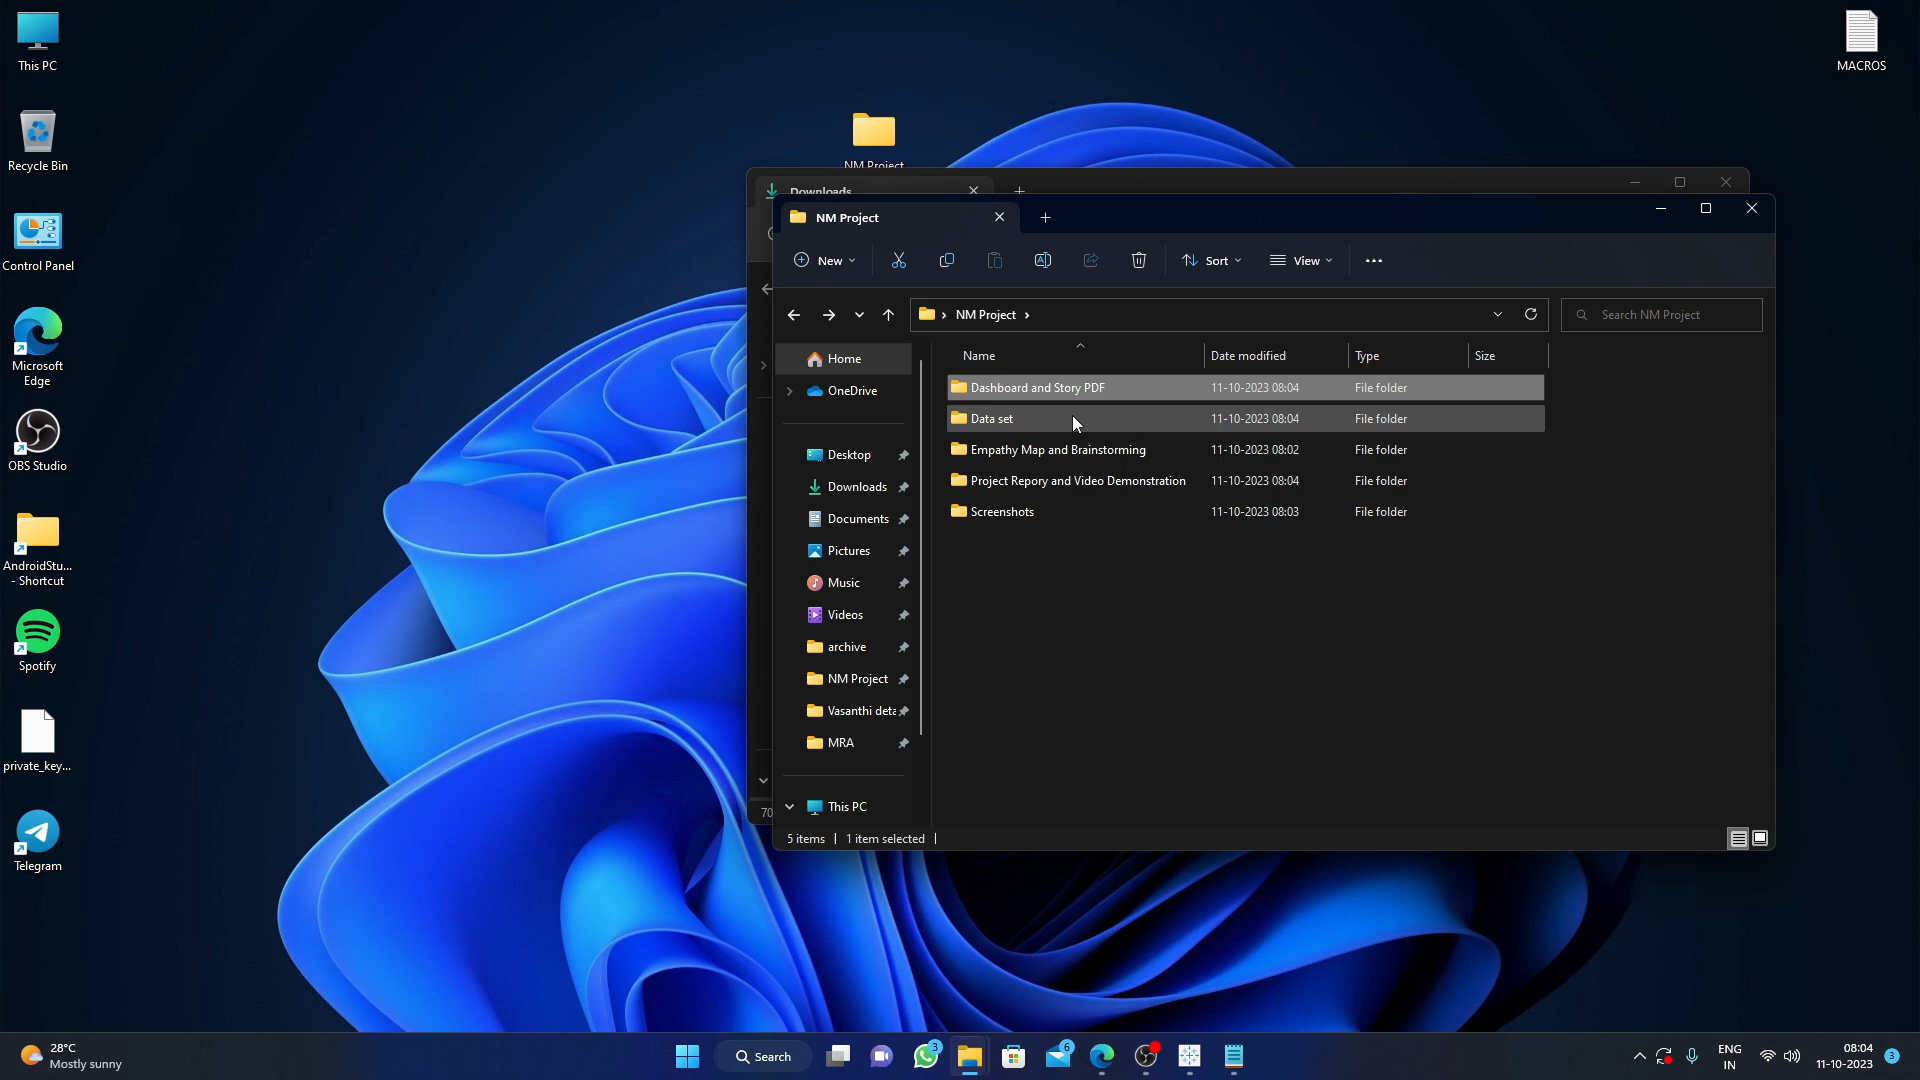 This PC
Recycle Bin
Control Panel
Microsoft
Edge
OBS Studio
AndroidStu...
- Shortcut
Spotify
private_key...
Telegram
MACROS
NM Project
Downloads
NM Project
New
Sort
View
NM Project
Search NM Project
Home
OneDrive
Desktop
Downloads
Documents
Pictures
Music
Videos
archive
NM Project
Vasanthi deta
MRA
This PC
Name Date modified Type Size
Dashboard and Story PDF 11-10-2023 08:04 File folder
Data set 11-10-2023 08:04 File folder
Empathy Map and Brainstorming 11-10-2023 08:02 File folder
Project Repory and Video Demonstration 11-10-2023 08:04 File folder
Screenshots 11-10-2023 08:03 File folder
70
5 items 1 item selected
28°C
Mostly sunny
Search
3
6
ENG
IN
08:04
11-10-2023
3